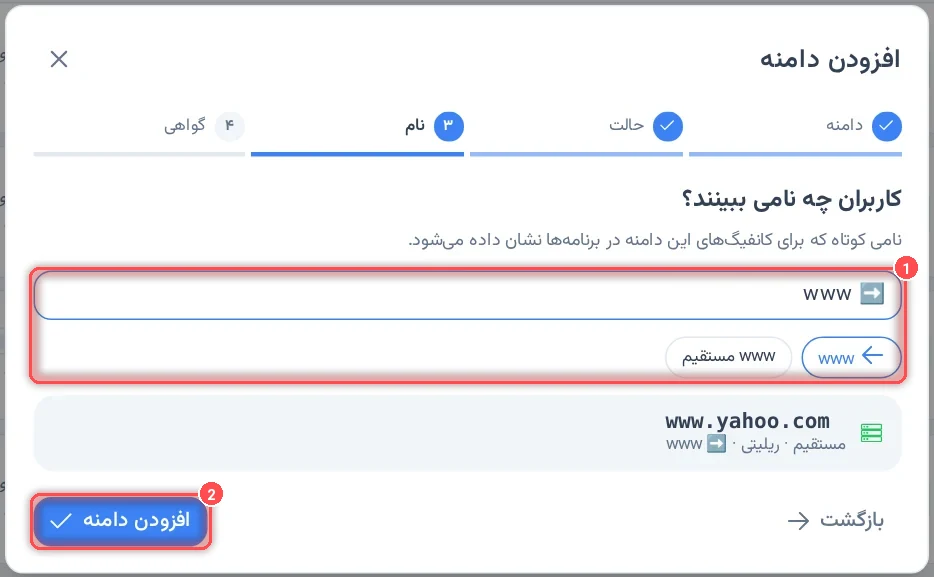 افزودن دامنه
دامنه
حالت
۳ نام
۴ گواهی
کاربران چه نامی ببینند؟
نامی کوتاه که برای کانفیگ‌های این دامنه در برنامه‌ها نشان داده می‌شود.
1
➡️ www
← www
www مستقیم
www.yahoo.com
مستقیم · ریلیتی · ➡️ www
بازگشت →
2
افزودن دامنه ✓